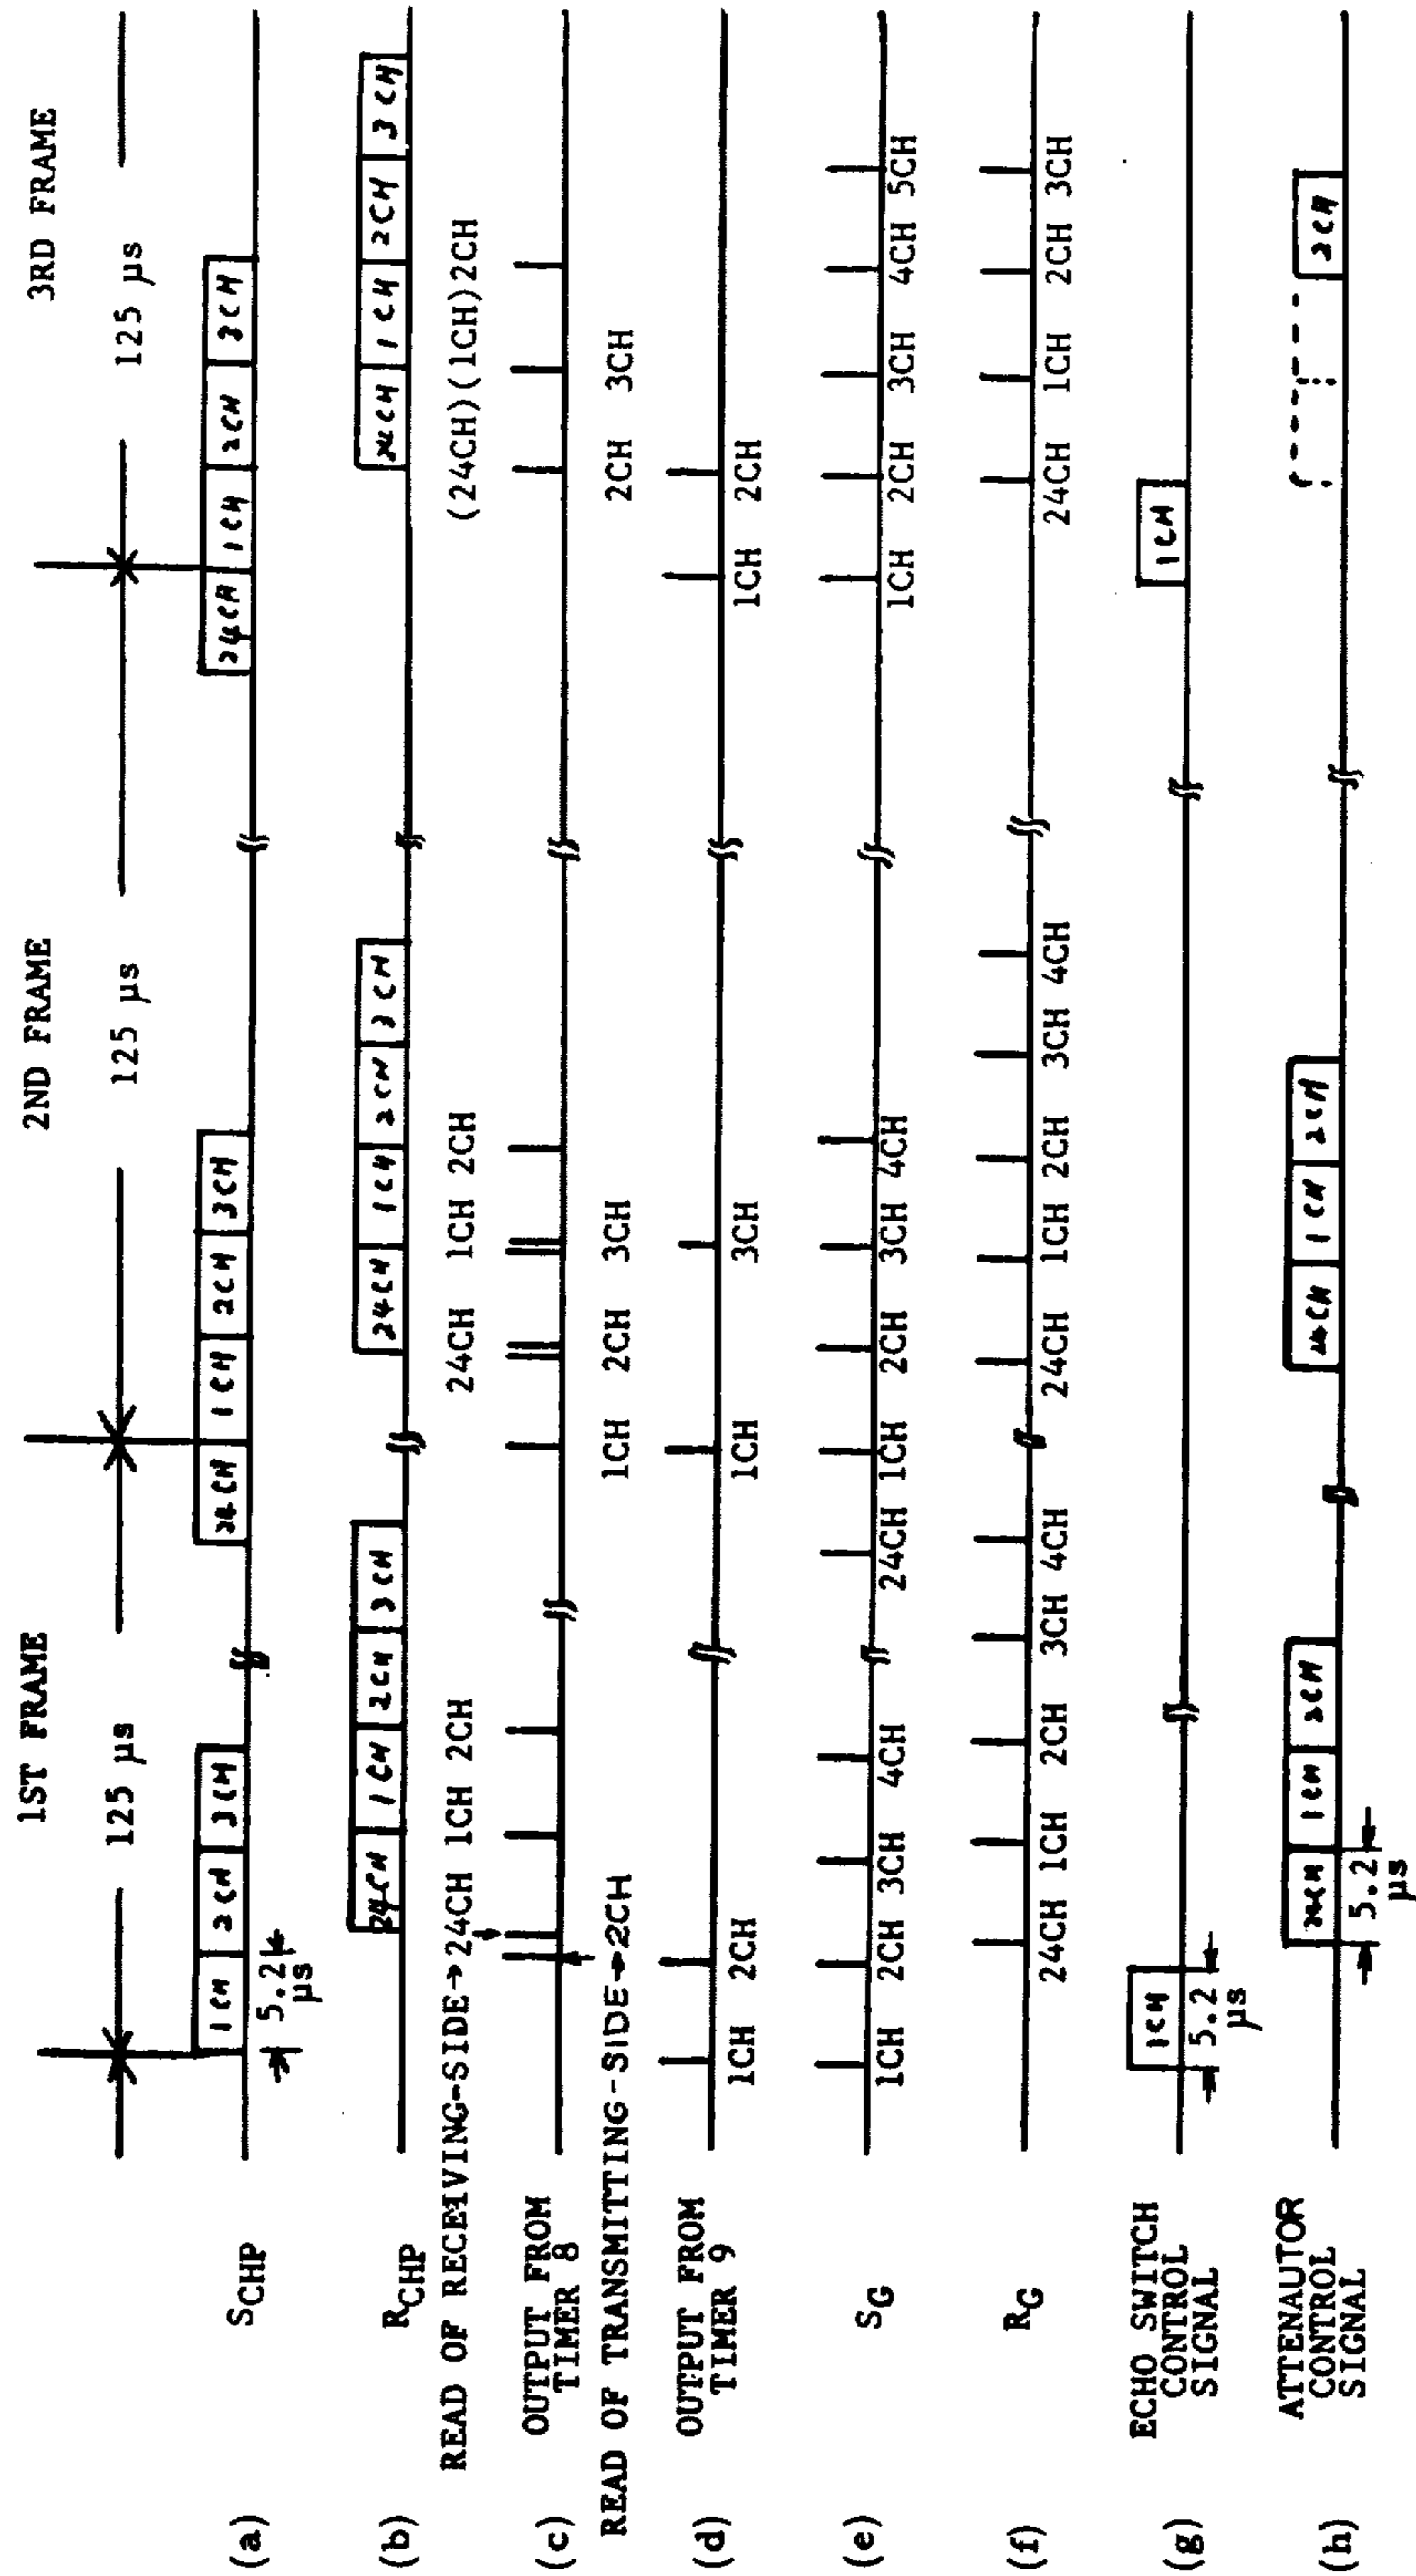 1ST FRAME 2ND FRAME 3RD FRAME
125 μs 125 μs 125 μs
(a) SCHP 1CH 2CH 3CH 24CH 1CH 2CH 3CH 24CH 1CH 2CH 3CH
5.2 μs
(b) RCHP 24CH 1CH 2CH 3CH 24CH 1CH 2CH 3CH 24CH 1CH 2CH 3CH
READ OF RECEIVING-SIDE→24CH 1CH 2CH 24CH 1CH 2CH (24CH)(1CH)2CH
(c) OUTPUT FROM
TIMER 8
READ OF TRANSMITTING-SIDE→2CH 1CH 2CH 3CH 2CH 3CH
(d) OUTPUT FROM
TIMER 9
1CH 2CH 1CH 3CH 1CH 2CH
(e) SG
1CH 2CH 3CH 4CH 24CH 1CH 2CH 3CH 4CH 1CH 2CH 3CH 4CH 5CH
(f) RG
24CH 1CH 2CH 3CH 4CH 24CH 1CH 2CH 3CH 4CH 24CH 1CH 2CH 3CH
(g) ECHO SWITCH
CONTROL
SIGNAL
1CH 1CH
5.2
μs
(h) ATTENAUTOR
CONTROL
SIGNAL
24CH 1CH 2CH 24CH 1CH 2CH 2CH
5.2
μs